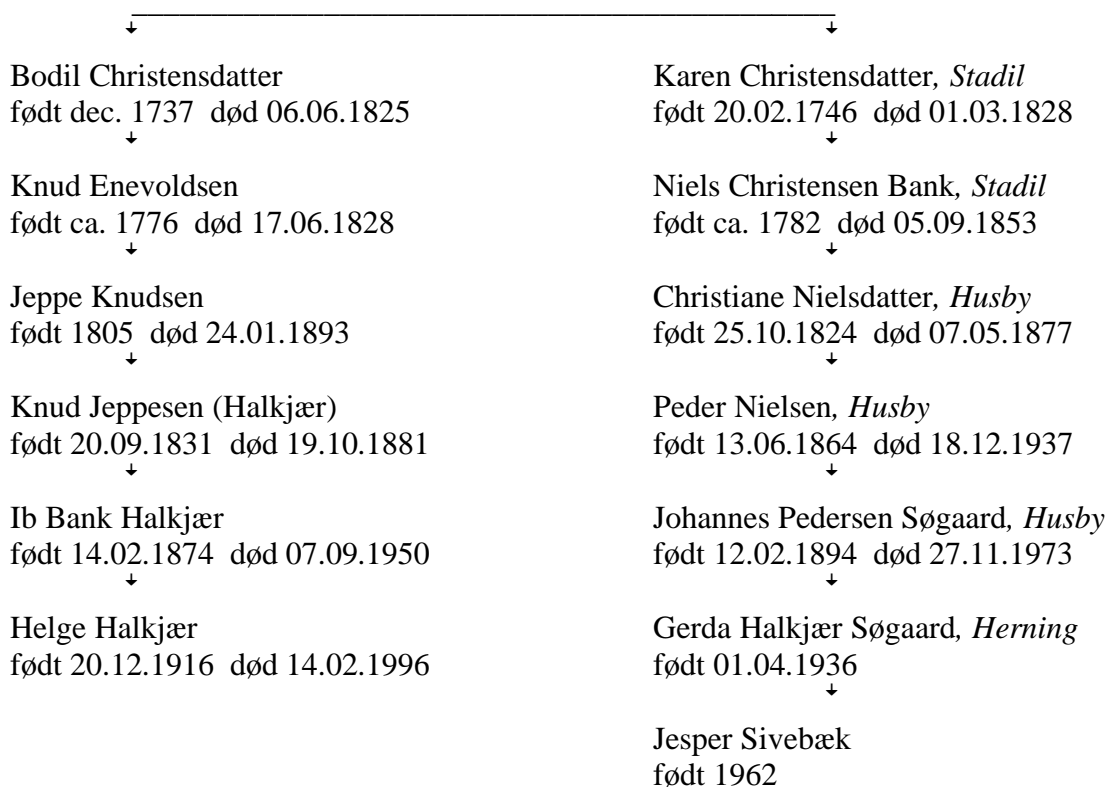 Bodil Christensdatter
født dec. 1737 død 06.06.1825
Knud Enevoldsen
født ca. 1776 død 17.06.1828
Jeppe Knudsen
født 1805 død 24.01.1893
Knud Jeppesen (Halkjær)
født 20.09.1831 død 19.10.1881
Ib Bank Halkjær
født 14.02.1874 død 07.09.1950
Helge Halkjær
født 20.12.1916 død 14.02.1996
Karen Christensdatter, Stadil
født 20.02.1746 død 01.03.1828
Niels Christensen Bank, Stadil
født ca. 1782 død 05.09.1853
Christiane Nielsdatter, Husby
født 25.10.1824 død 07.05.1877
Peder Nielsen, Husby
født 13.06.1864 død 18.12.1937
Johannes Pedersen Søgaard, Husby
født 12.02.1894 død 27.11.1973
Gerda Halkjær Søgaard, Herning
født 01.04.1936
Jesper Sivebæk
født 1962